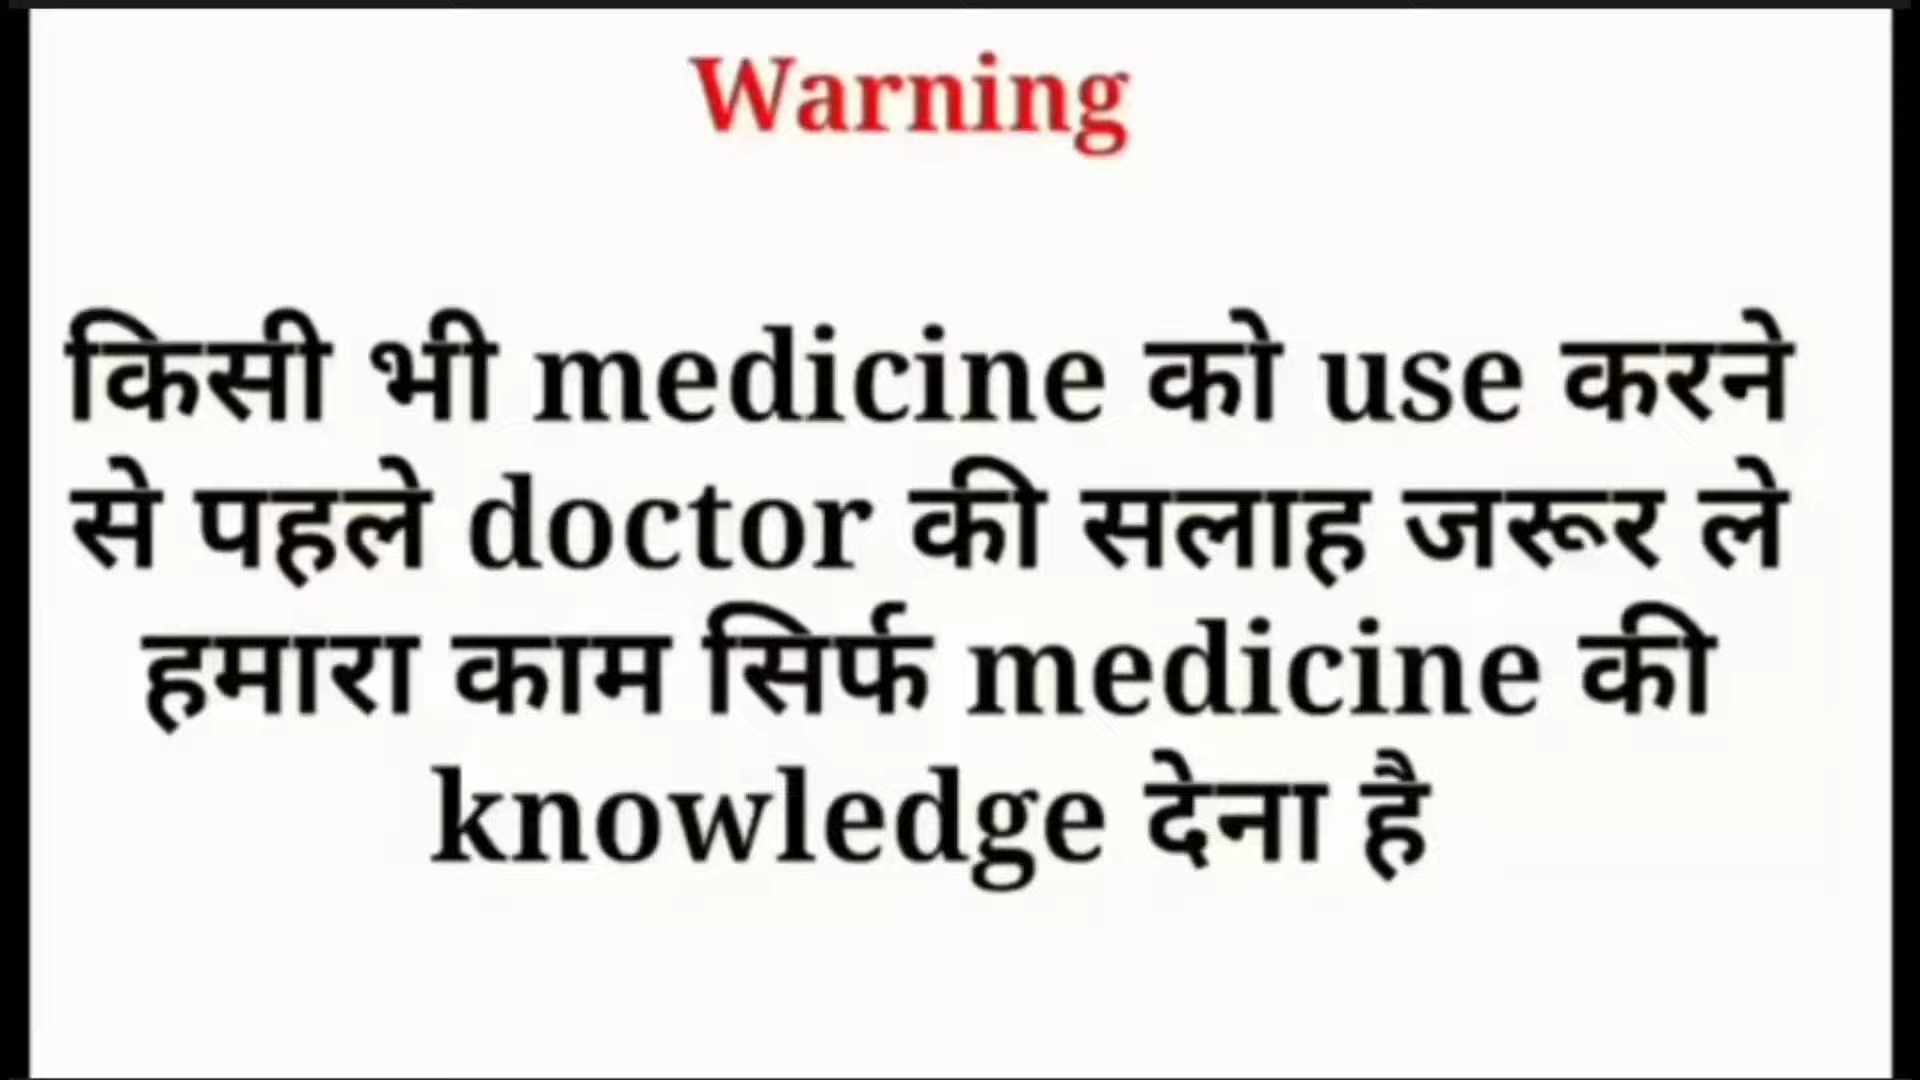 Warning
किसी भी medicine को use करने
से पहले doctor की सलाह जरूर ले
हमारा काम सिर्फ medicine की
knowledge देना है